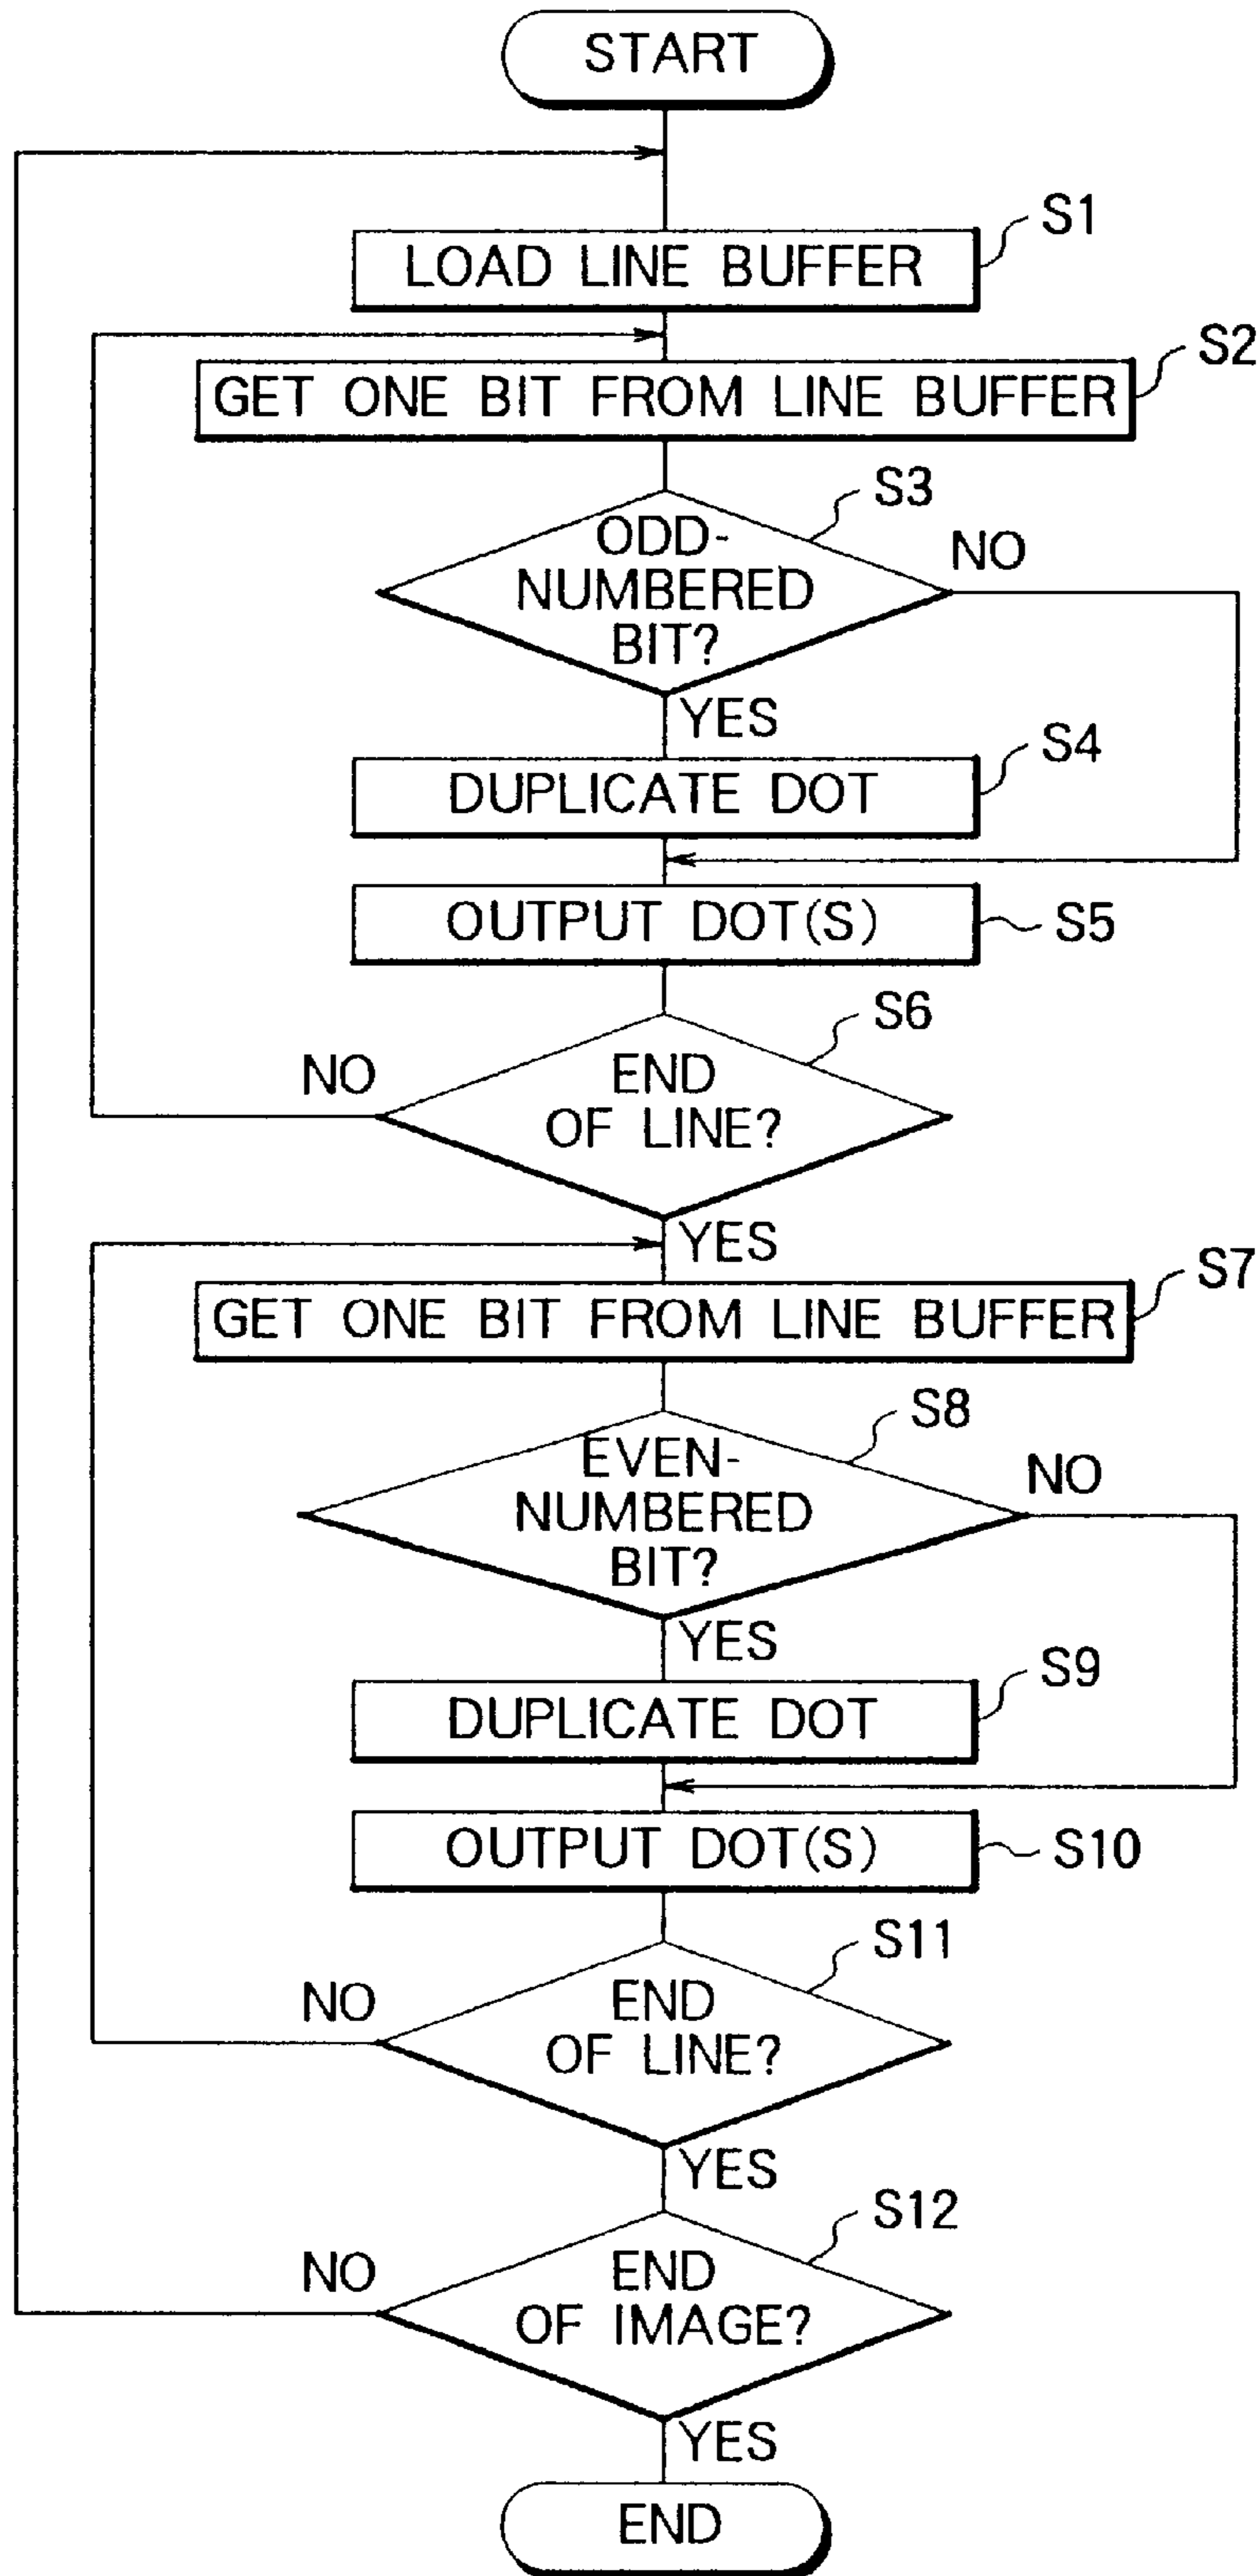 START
S1
LOAD LINE BUFFER
S2
GET ONE BIT FROM LINE BUFFER
S3
ODD-
NUMBERED
BIT?
NO
YES
S4
DUPLICATE DOT
OUTPUT DOT(S)
S5
S6
END
OF LINE?
NO
YES
S7
GET ONE BIT FROM LINE BUFFER
S8
EVEN-
NUMBERED
BIT?
NO
YES
S9
DUPLICATE DOT
OUTPUT DOT(S)
S10
S11
END
OF LINE?
NO
YES
S12
END
OF IMAGE?
NO
YES
END